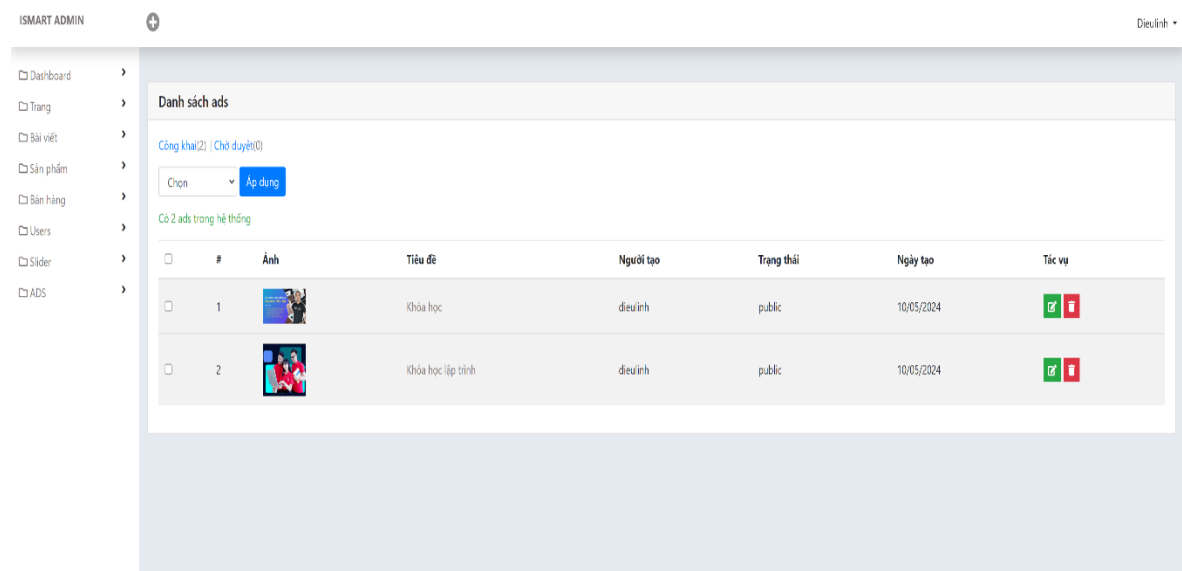 ISMART ADMIN
Dieulinh
Dashboard
Trang
Bài viết
Sản phẩm
Bán hàng
Users
Slider
ADS
Danh sách ads
Công khai(2) | Chờ duyệt(0)
Chọn Áp dụng
Có 2 ads trong hệ thống
# Ảnh Tiêu đề Người tạo Trạng thái Ngày tạo Tác vụ
1 Khóa học dieulinh public 10/05/2024
2 Khóa học lập trình dieulinh public 10/05/2024